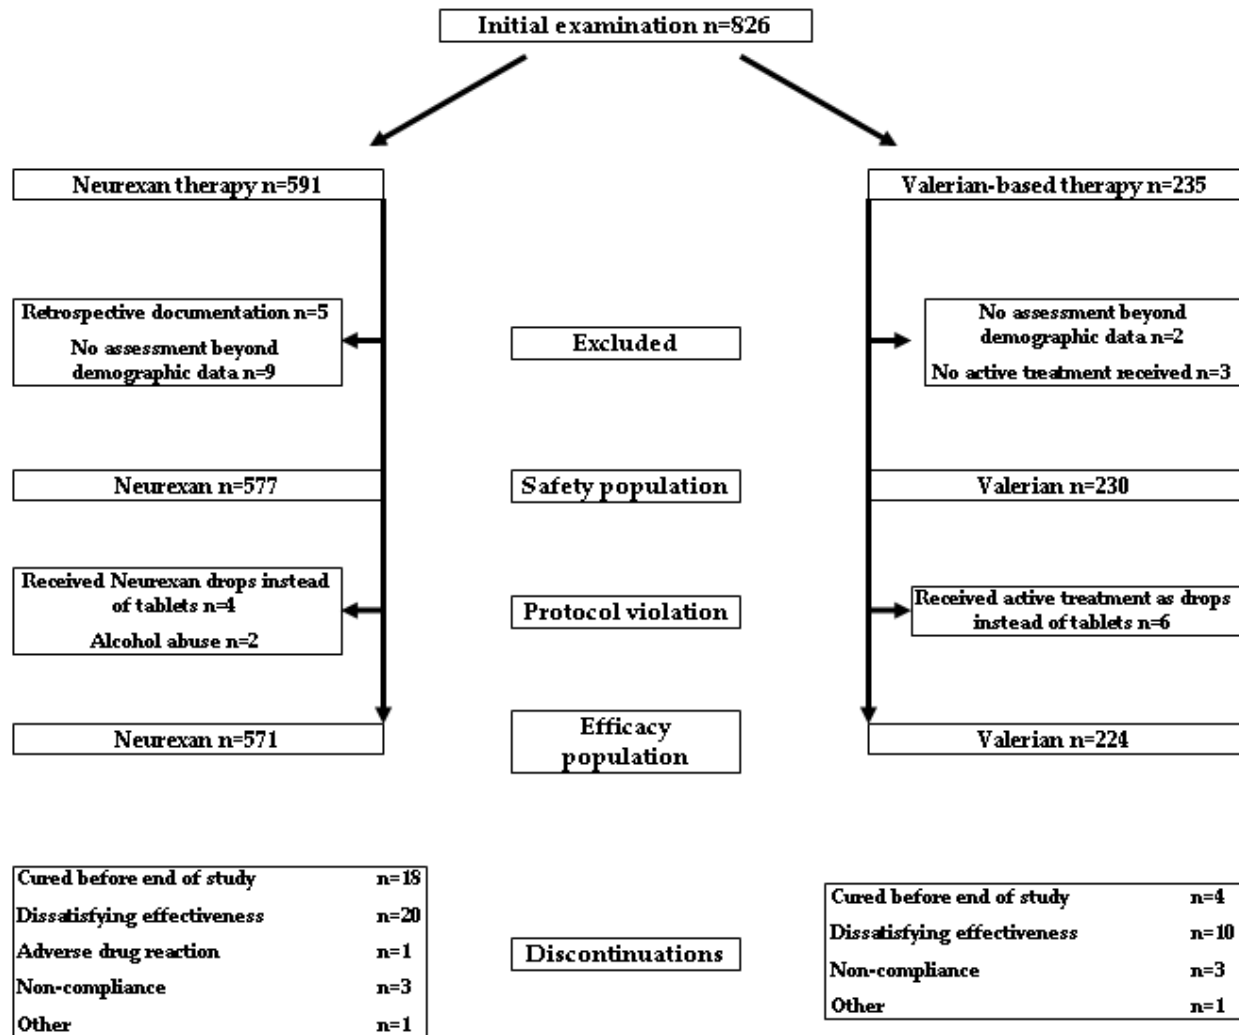 Initial examination n=826
Neurexan therapy n=591
Valerian-based therapy n=235
Retrospective documentation n=5
No assessment beyond
demographic data n=9
Excluded
No assessment beyond
demographic data n=2
No active treatment received n=3
Neurexan n=577
Safety population
Valerian n=230
Received Neurexan drops instead
of tablets n=4
Alcohol abuse n=2
Protocol violation
Received active treatment as drops
instead of tablets n=6
Neurexan n=571
Efficacy
population
Valerian n=224
Cured before end of study n=18
Dissatisfying effectiveness n=20
Adverse drug reaction n=1
Non-compliance n=3
Other n=1
Discontinuations
Cured before end of study n=4
Dissatisfying effectiveness n=10
Non-compliance n=3
Other n=1